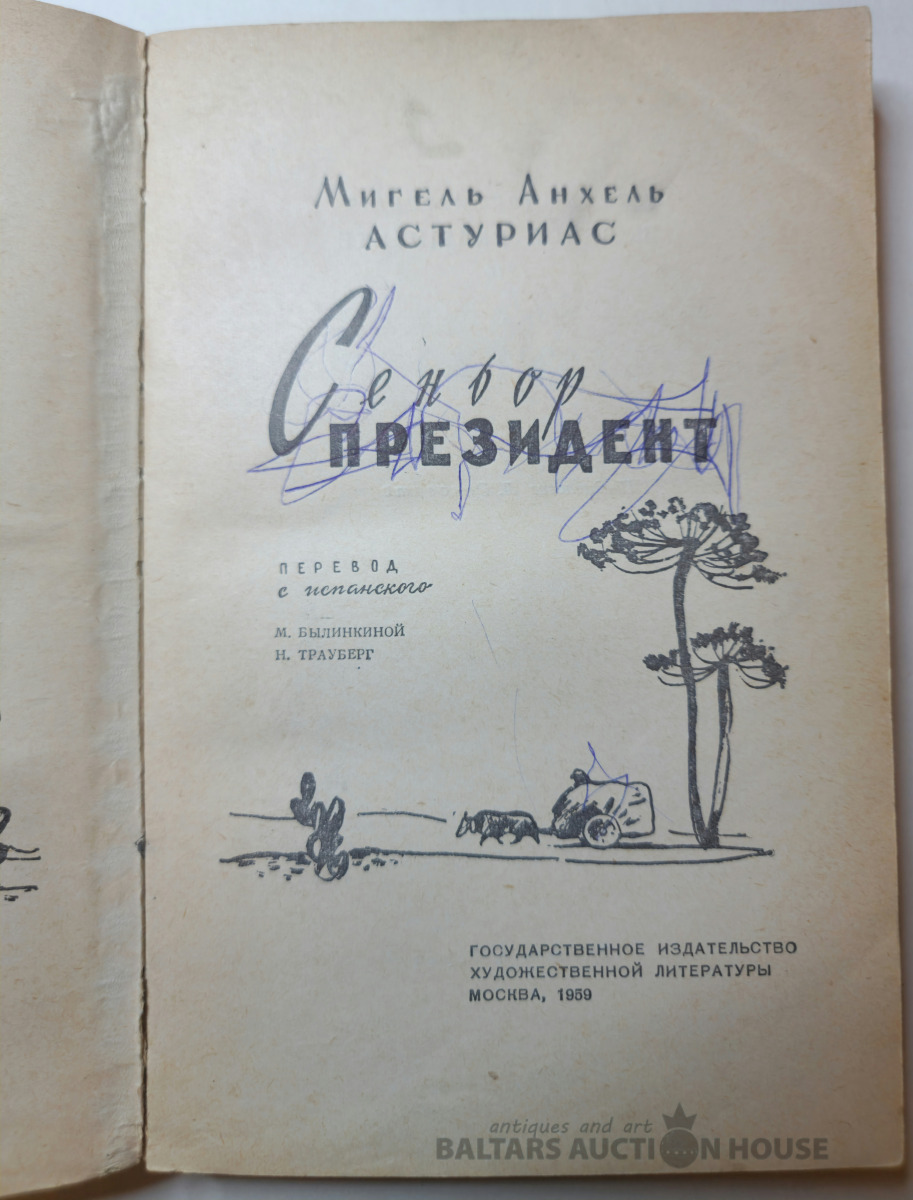 Мигель Анхель
АСТУРИАС
Сеньор
ПРЕЗИДЕНТ
ПЕРЕВОД
с испанского
М. БЫЛИНКИНОЙ
Н. ТРАУБЕРГ
ГОСУДАРСТВЕННОЕ ИЗДАТЕЛЬСТВО
ХУДОЖЕСТВЕННОЙ ЛИТЕРАТУРЫ
МОСКВА, 1959
antiques and art
BALTARS AUCTION HOUSE